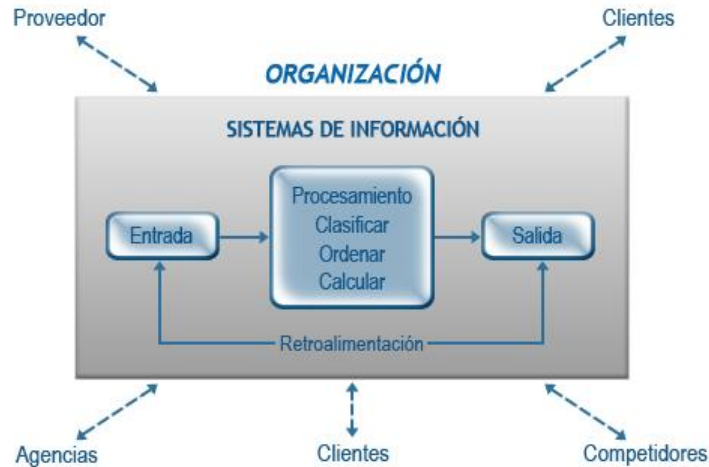 Proveedor
Clientes
ORGANIZACIÓN
SISTEMAS DE INFORMACIÓN
Entrada
Procesamiento
Clasificar
Ordenar
Calcular
Salida
Retroalimentación
Agencias
Clientes
Competidores